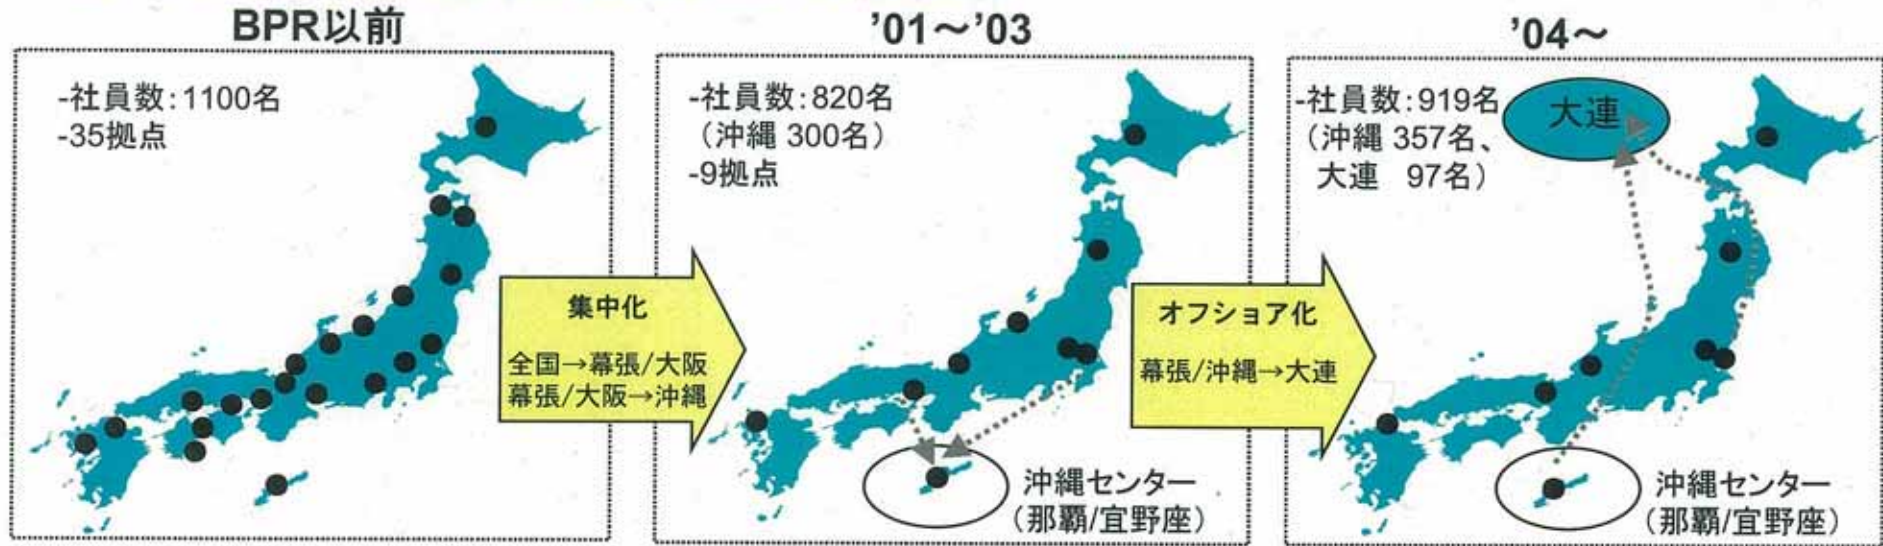 BPR以前
-社員数:1100名
-35拠点
集中化
全国→幕張/大阪
幕張/大阪→沖縄
'01～'03
-社員数:820名
(沖縄 300名)
-9拠点
沖縄センター
(那覇/宜野座)
オフショア化
幕張/沖縄→大連
'04～
-社員数:919名
(沖縄 357名、
大連 97名)
大連
沖縄センター
(那覇/宜野座)